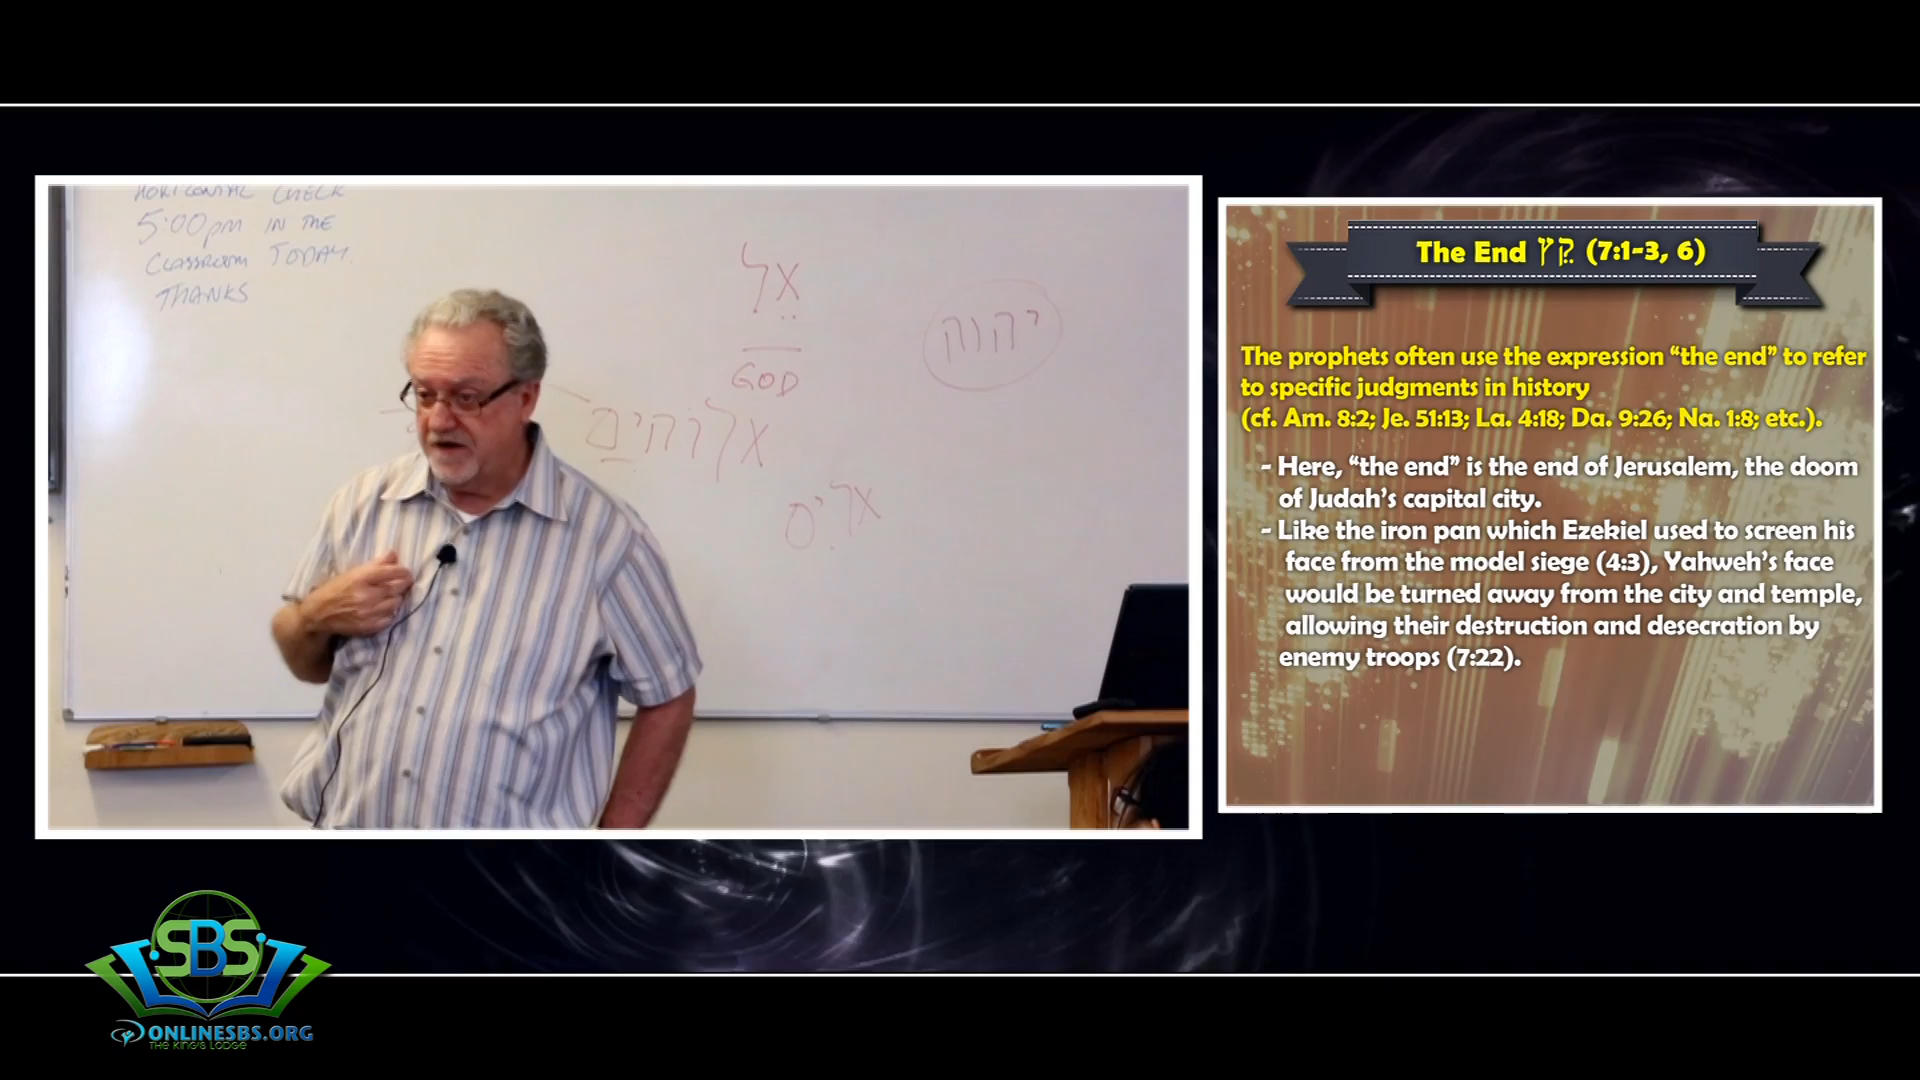 HORIZONTAL CHECK
5:00pm IN THE
CLASSROOM TODAY.
THANKS
אֵל
GOD
יהוה
אלוֹהִים
אלִים
The End קֵץ (7:1-3, 6)
The prophets often use the expression “the end” to refer
to specific judgments in history
(cf. Am. 8:2; Je. 51:13; La. 4:18; Da. 9:26; Na. 1:8; etc.).
- Here, “the end” is the end of Jerusalem, the doom
of Judah’s capital city.
- Like the iron pan which Ezekiel used to screen his
face from the model siege (4:3), Yahweh’s face
would be turned away from the city and temple,
allowing their destruction and desecration by
enemy troops (7:22).
SBS
ONLINESBS.ORG
THE KING'S LODGE